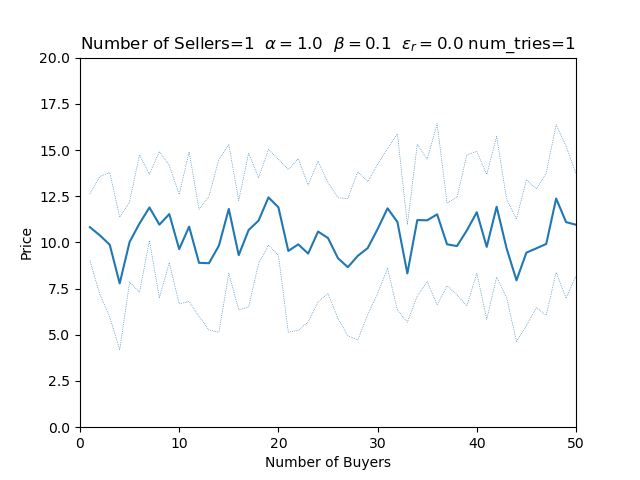 Number of Sellers=1 α = 1.0 β = 0.1 εr = 0.0 num_tries=1
20.0
17.5
15.0
12.5
10.0
7.5
5.0
2.5
0.0
Price
0 10 20 30 40 50
Number of Buyers